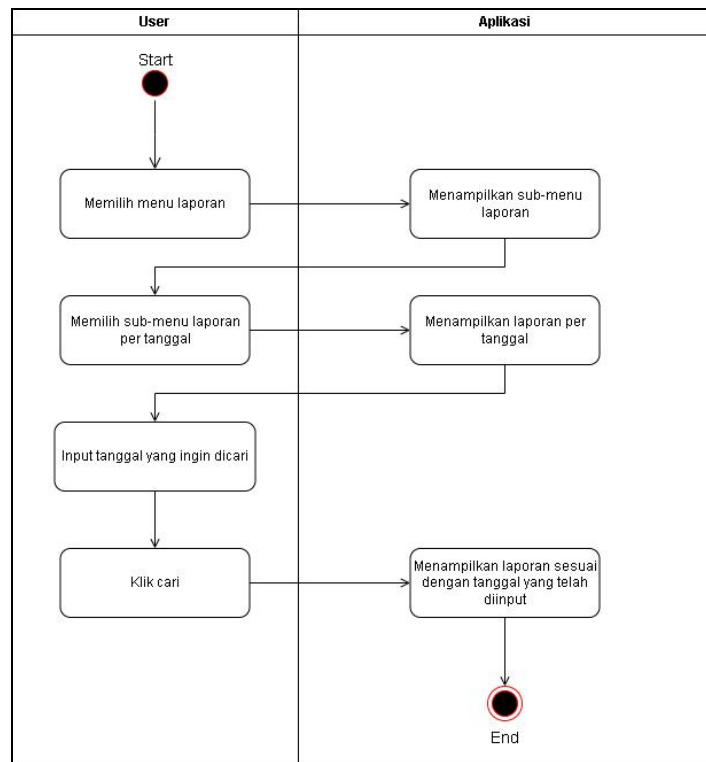 User
Aplikasi
Start
Memilih menu laporan
Menampilkan sub-menu
laporan
Memilih sub-menu laporan
per tanggal
Menampilkan laporan per
tanggal
Input tanggal yang ingin dicari
Klik cari
Menampilkan laporan sesuai
dengan tanggal yang telah
diinput
End